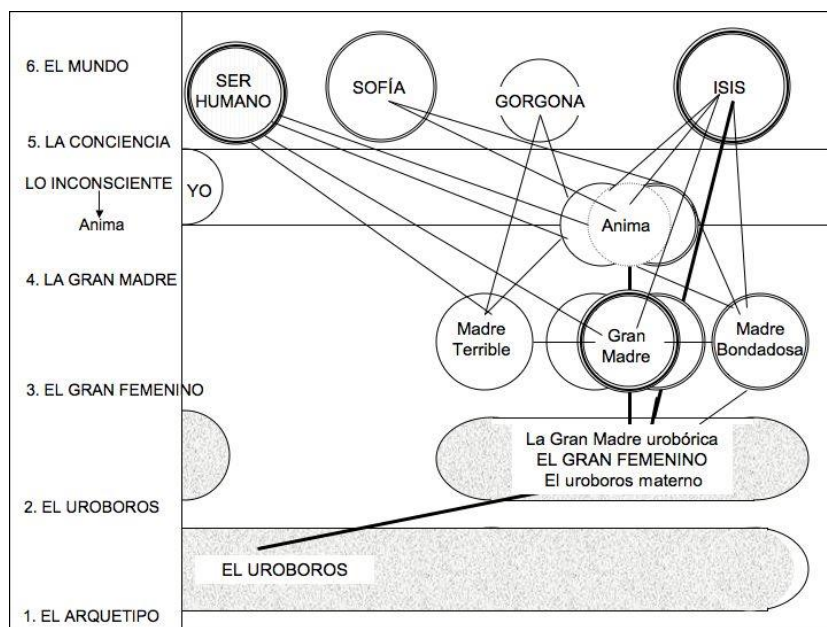 6. EL MUNDO
SER
HUMANO
SOFÍA
GORGONA
ISIS
5. LA CONCIENCIA
LO INCONSCIENTE
Anima
YO
Anima
4. LA GRAN MADRE
Madre
Terrible
Gran
Madre
Madre
Bondadosa
3. EL GRAN FEMENINO
La Gran Madre urobórica
EL GRAN FEMENINO
El uroboros materno
2. EL UROBOROS
EL UROBOROS
1. EL ARQUETIPO